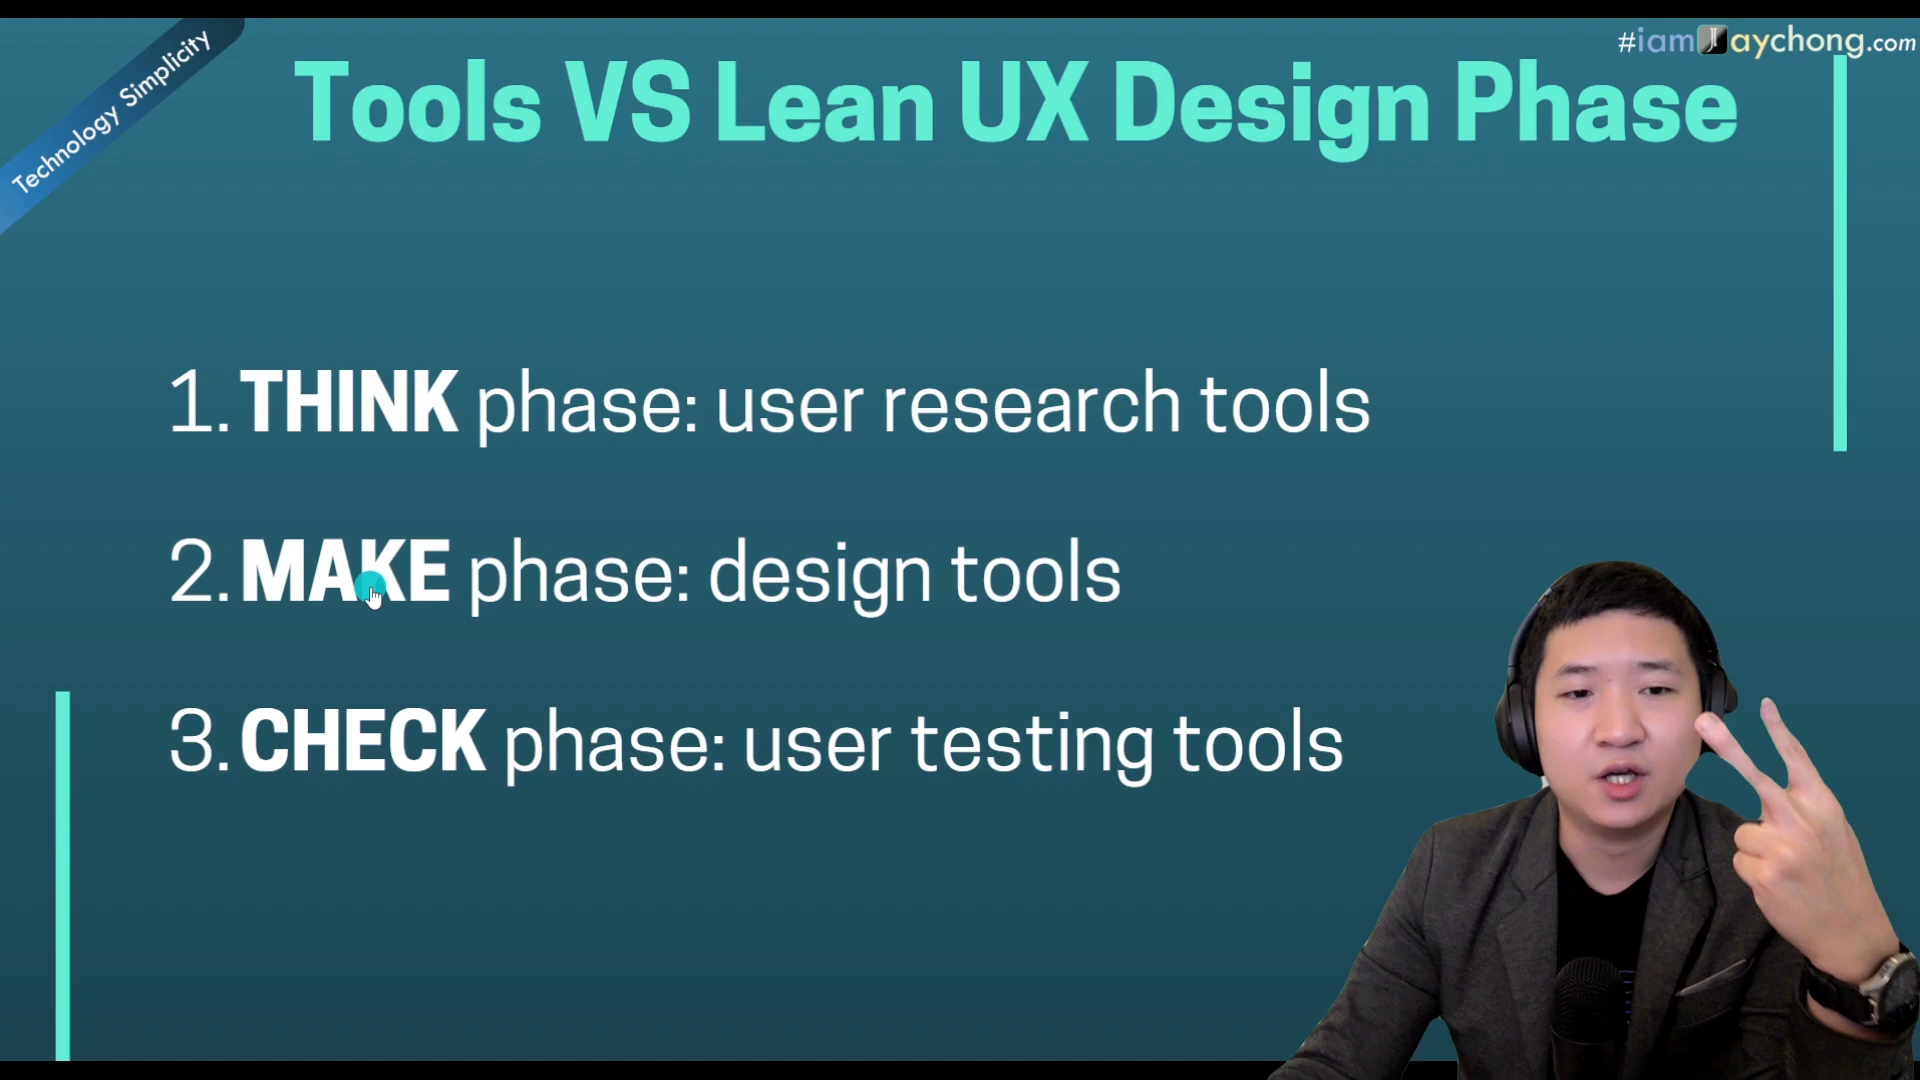 Technology Simplicity
#iamJaychong.com
Tools VS Lean UX Design Phase
1. THINK phase: user research tools
2. MAKE phase: design tools
3. CHECK phase: user testing tools